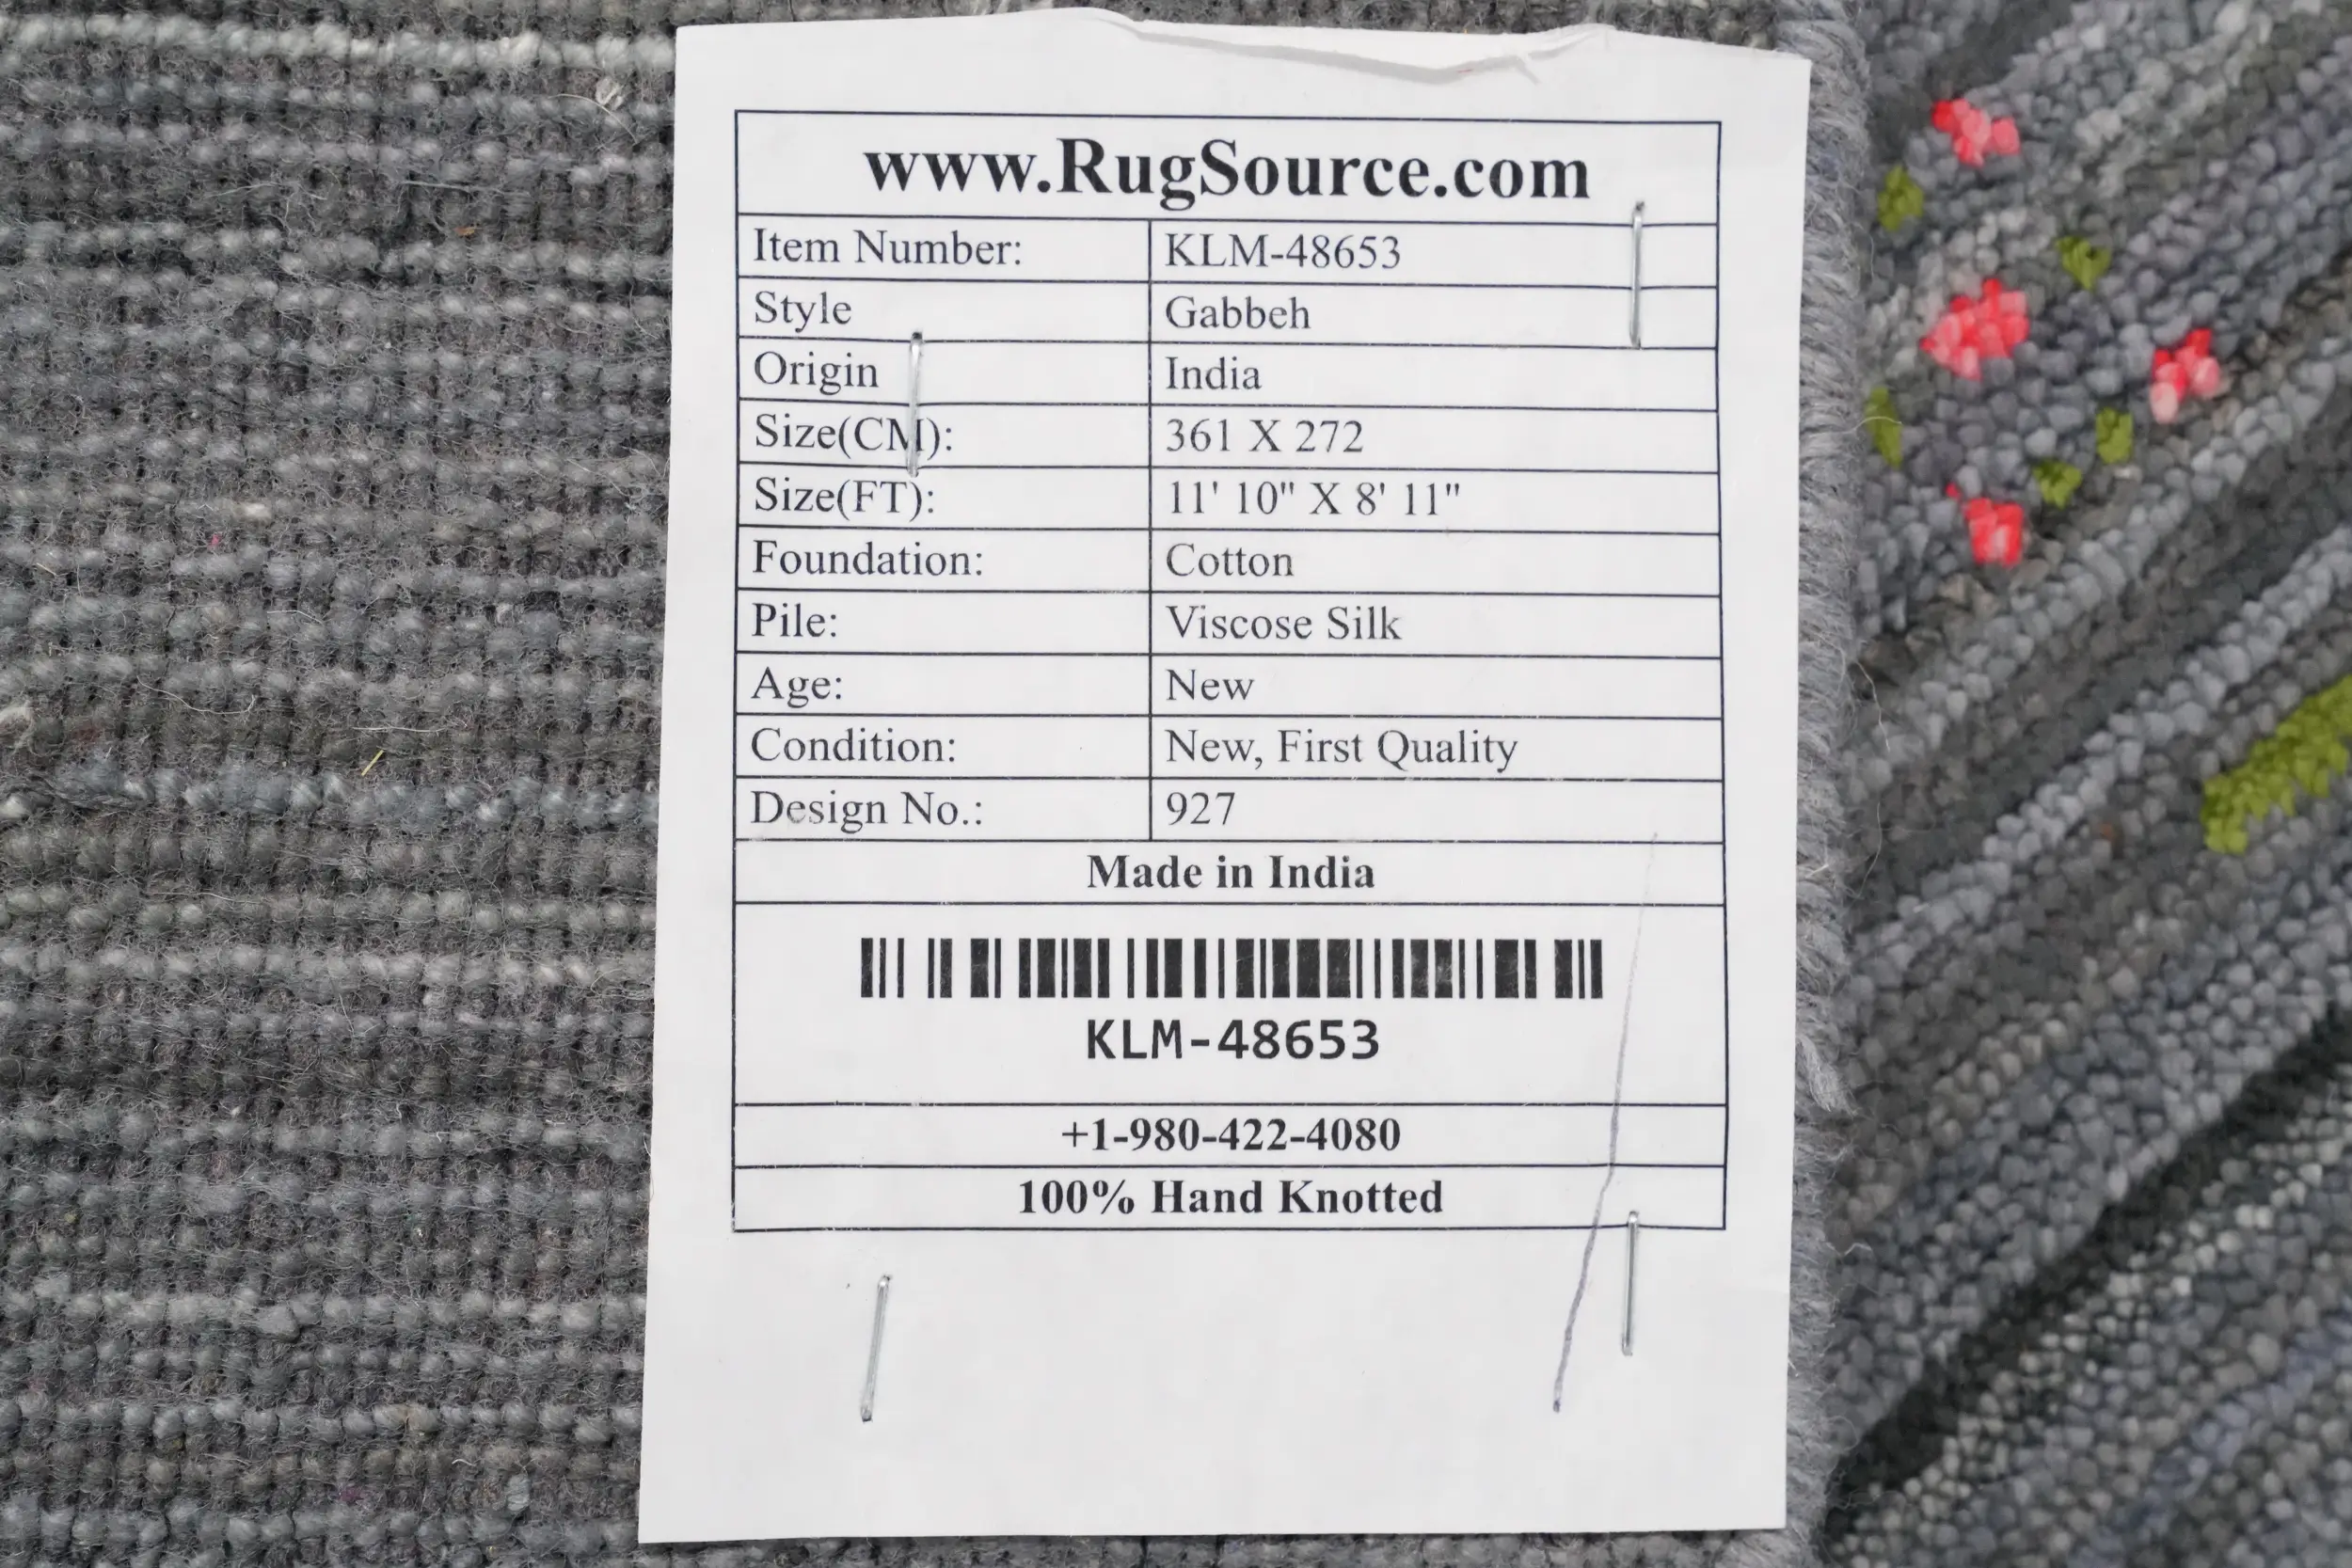 www.RugSource.com
Item Number: KLM-48653
Style Gabbeh
Origin India
Size(CM): 361 X 272
Size(FT): 11' 10" X 8' 11"
Foundation: Cotton
Pile: Viscose Silk
Age: New
Condition: New, First Quality
Design No.: 927
Made in India
KLM-48653
+1-980-422-4080
100% Hand Knotted